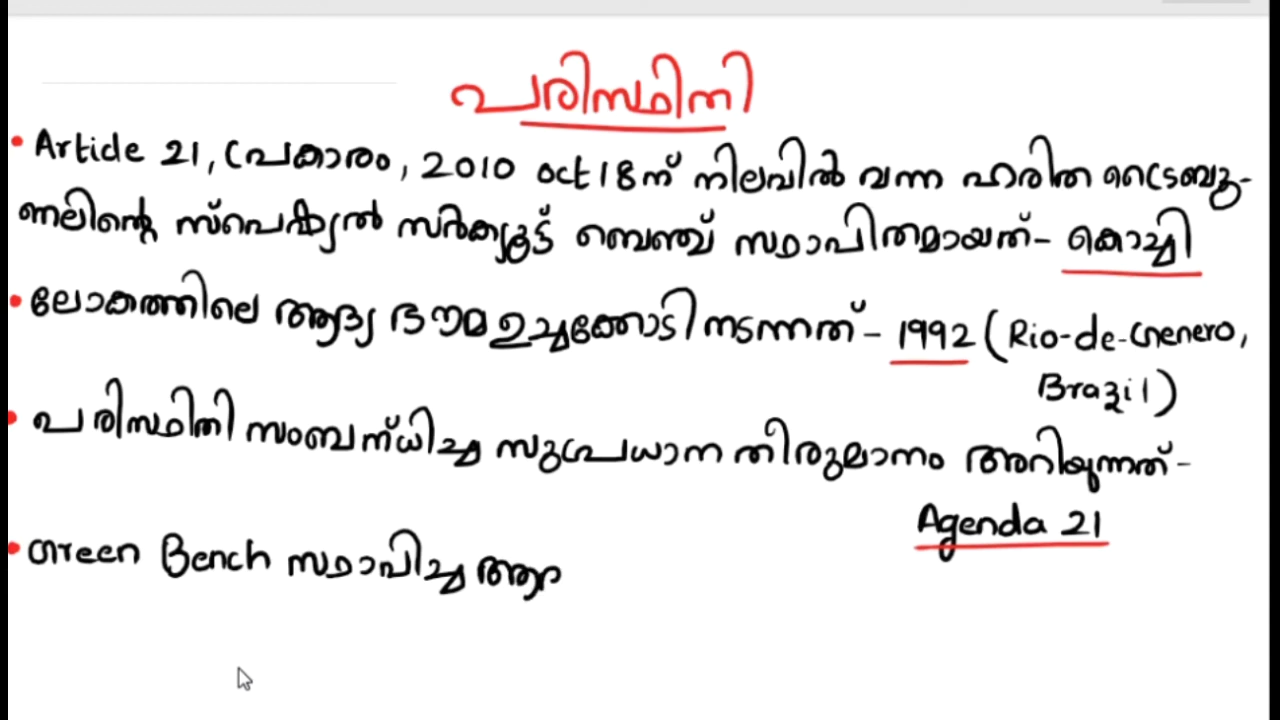 പരിസ്ഥിതി
• Article 21, പ്രകാരം, 2010 oct 18ന് നിലവിൽ വന്ന ഹരിത ട്രൈബൂ-
ണലിന്റെ സ്പെഷ്യൽ സർക്യൂട്ട് ബെഞ്ച് സ്ഥാപിതമായത് - കൊച്ചി
• ലോകത്തിലെ ആദ്യ ഭൗമ ഉച്ചക്കോടി നടന്നത് - 1992 (Rio-de-Genero,
Brazil)
• പരിസ്ഥിതി സംബന്ധിച്ച സുപ്രധാന തീരുമാനം അറിയുന്നത് -
Agenda 21
• Green Bench സ്ഥാപിച്ച ആദ